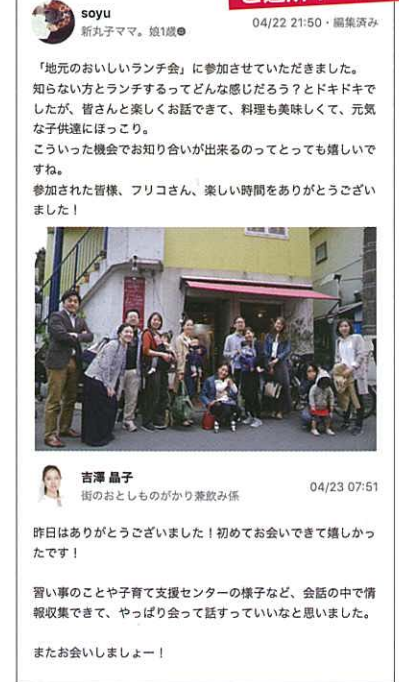 soyu
04/22 21:50・編集済み
新丸子ママ。娘1歳
「地元のおいしいランチ会」に参加させていただきました。
知らない方とランチするってどんな感じだろう？とドキドキで
したが、皆さんと楽しくお話できて、料理も美味しくて、元気
な子供達にほっこり。
こういった機会でお知り合いが出来るのってとっても嬉しいで
すね。
参加された皆様、フリコさん、楽しい時間をありがとうござい
ました！
吉澤 晶子
04/23 07:51
街のおとしものがかり兼飲み係
昨日はありがとうございました！初めてお会いできて嬉しかっ
たです！
習い事のことや子育て支援センターの様子など、会話の中で情
報収集できて、やっぱり会って話すっていいなと思いました。
またお会いしましょー！